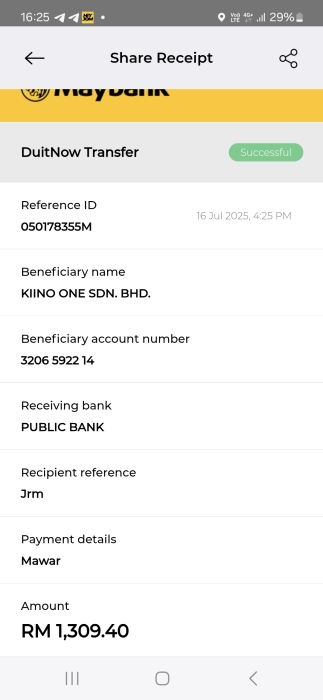 16:25
VoLTE 4G+ 29%
Share Receipt
Maybank
DuitNow Transfer
Successful
Reference ID
050178355M
16 Jul 2025, 4:25 PM
Beneficiary name
KIINO ONE SDN. BHD.
Beneficiary account number
3206 5922 14
Receiving bank
PUBLIC BANK
Recipient reference
Jrm
Payment details
Mawar
Amount
RM 1,309.40